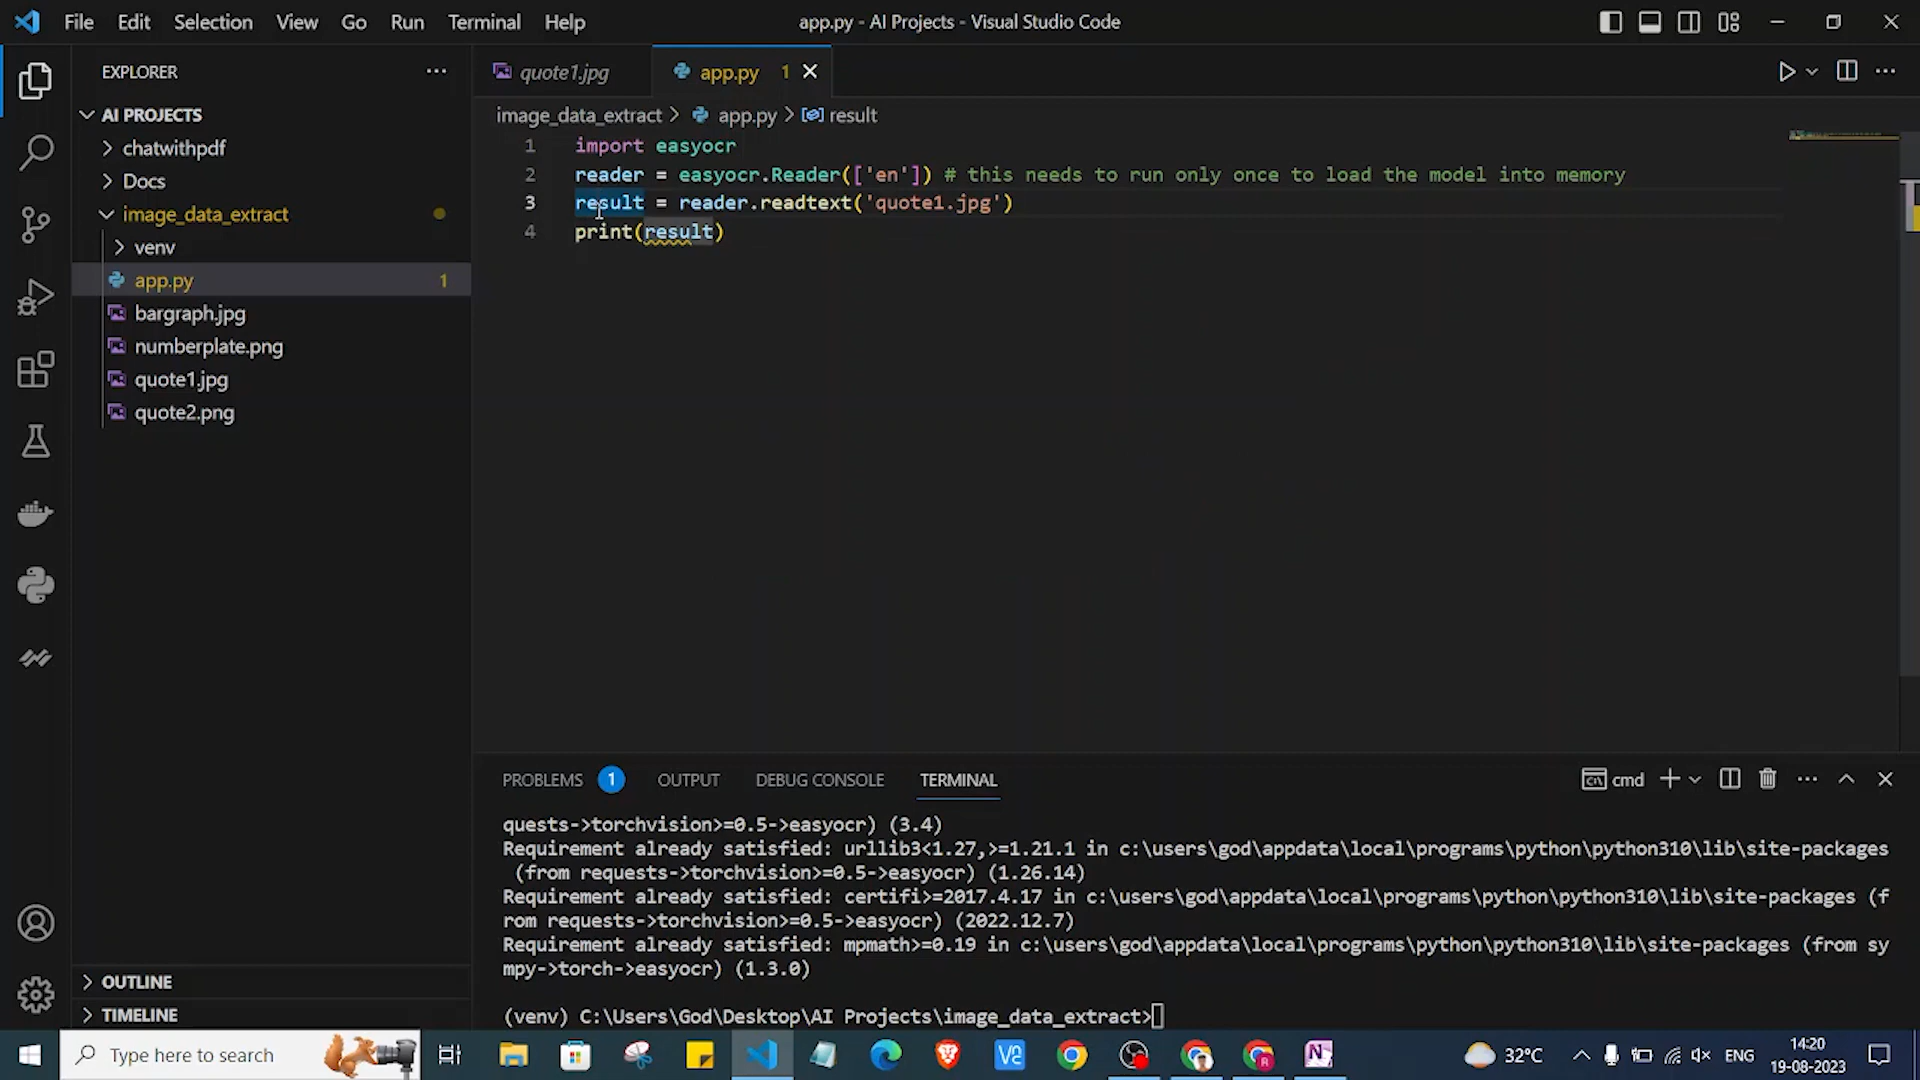 File Edit Selection View Go Run Terminal Help app.py - AI Projects - Visual Studio Code
EXPLORER
AI PROJECTS
chatwithpdf
Docs
image_data_extract
venv
app.py 1
bargraph.jpg
numberplate.png
quote1.jpg
quote2.png
OUTLINE
TIMELINE
quote1.jpg app.py 1
image_data_extract > app.py > result
1 import easyocr
2 reader = easyocr.Reader(['en']) # this needs to run only once to load the model into memory
3 result = reader.readtext('quote1.jpg')
4 print(result)
PROBLEMS 1 OUTPUT DEBUG CONSOLE TERMINAL cmd
quests->torchvision>=0.5->easyocr) (3.4)
Requirement already satisfied: urllib3<1.27,>=1.21.1 in c:\users\god\appdata\local\programs\python\python310\lib\site-packages
(from requests->torchvision>=0.5->easyocr) (1.26.14)
Requirement already satisfied: certifi>=2017.4.17 in c:\users\god\appdata\local\programs\python\python310\lib\site-packages (f
rom requests->torchvision>=0.5->easyocr) (2022.12.7)
Requirement already satisfied: mpmath>=0.19 in c:\users\god\appdata\local\programs\python\python310\lib\site-packages (from sy
mpy->torch->easyocr) (1.3.0)
(venv) C:\Users\God\Desktop\AI Projects\image_data_extract>
Type here to search 32°C ENG 14:20
19-08-2023